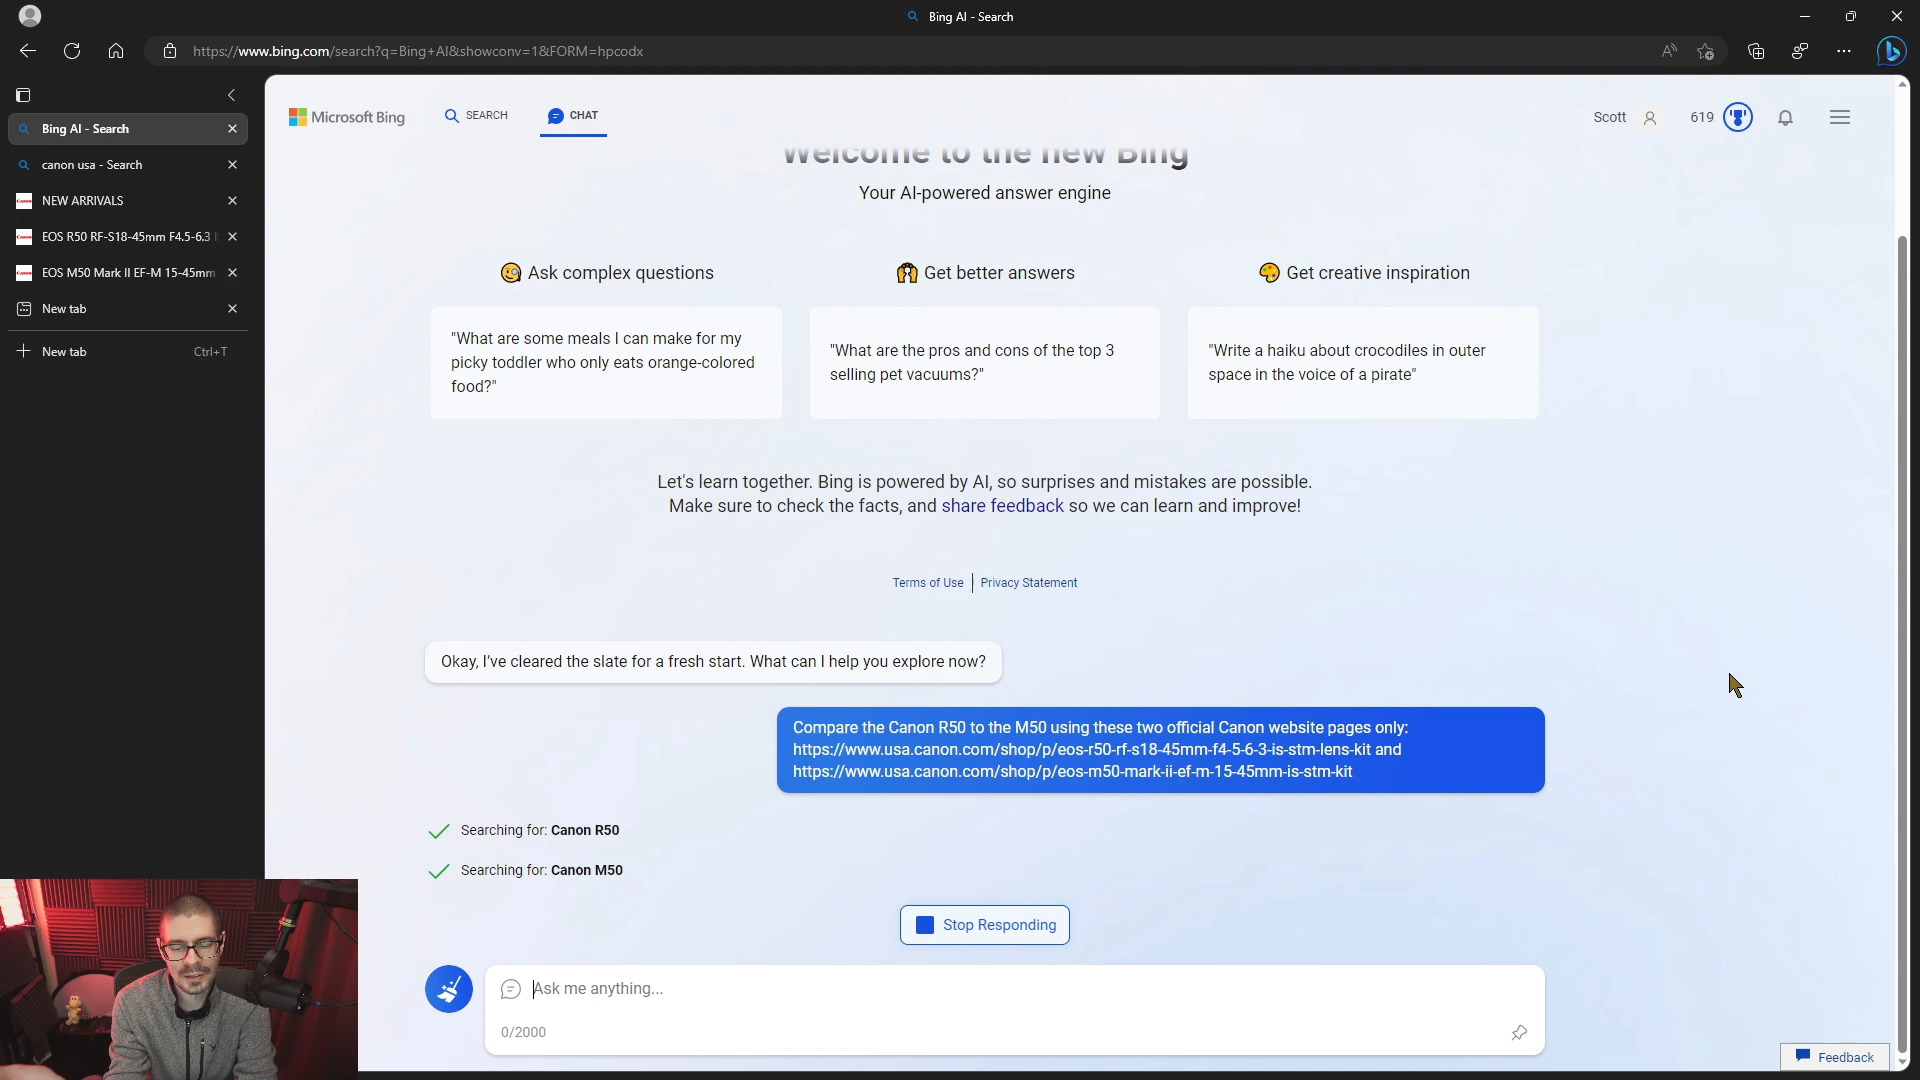 Bing AI - Search
https://www.bing.com/search?q=Bing+AI&showconv=1&FORM=hpcodx
Bing AI - Search
canon usa - Search
NEW ARRIVALS
EOS R50 RF-S18-45mm F4.5-6.3
EOS M50 Mark II EF-M 15-45mm
New tab
New tab
Ctrl+T
Microsoft Bing
SEARCH
CHAT
Scott
619
Welcome to the new Bing
Your AI-powered answer engine
Ask complex questions
"What are some meals I can make for my
picky toddler who only eats orange-colored
food?"
Get better answers
"What are the pros and cons of the top 3
selling pet vacuums?"
Get creative inspiration
"Write a haiku about crocodiles in outer
space in the voice of a pirate"
Let's learn together. Bing is powered by AI, so surprises and mistakes are possible.
Make sure to check the facts, and share feedback so we can learn and improve!
Terms of Use
Privacy Statement
Okay, I've cleared the slate for a fresh start. What can I help you explore now?
Compare the Canon R50 to the M50 using these two official Canon website pages only:
https://www.usa.canon.com/shop/p/eos-r50-rf-s18-45mm-f4-5-6-3-is-stm-lens-kit and
https://www.usa.canon.com/shop/p/eos-m50-mark-ii-ef-m-15-45mm-is-stm-kit
Searching for: Canon R50
Searching for: Canon M50
Stop Responding
Ask me anything...
0/2000
Feedback